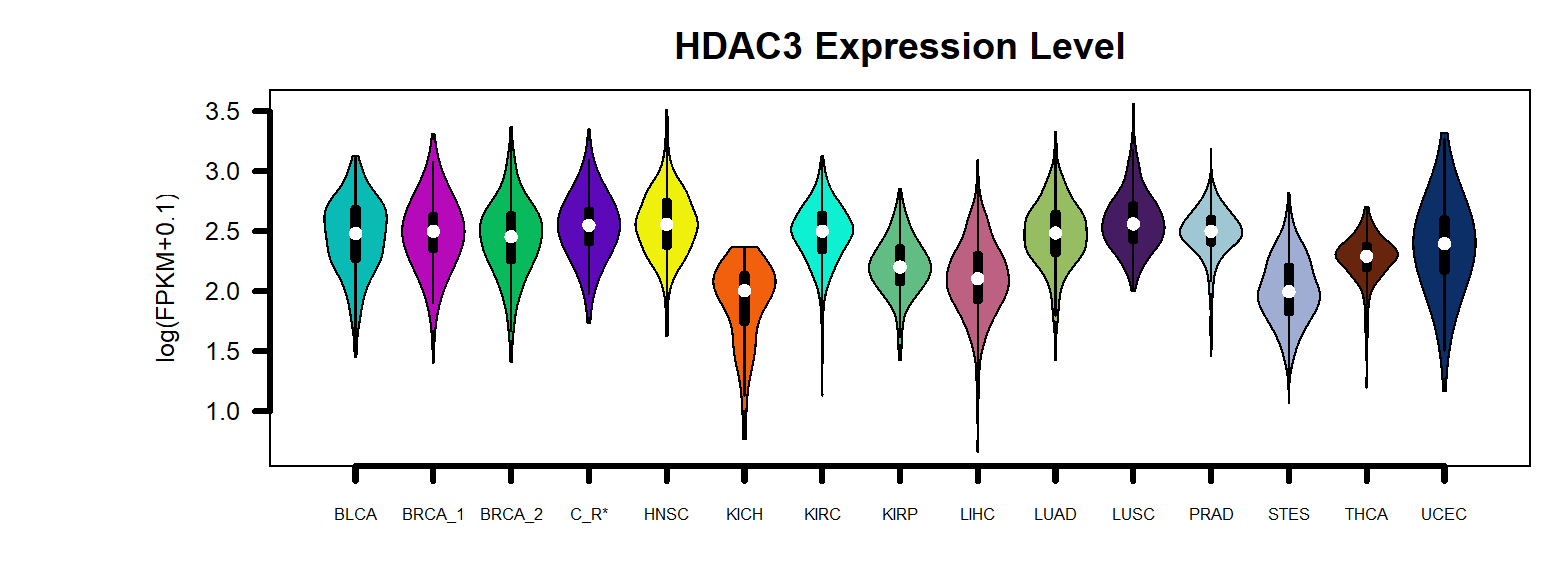 HDAC3 Expression Level
log(FPKM+0.1)
3.5
3.0
2.5
2.0
1.5
1.0
BLCA BRCA_1 BRCA_2 C_R* HNSC KICH KIRC KIRP LIHC LUAD LUSC PRAD STES THCA UCEC